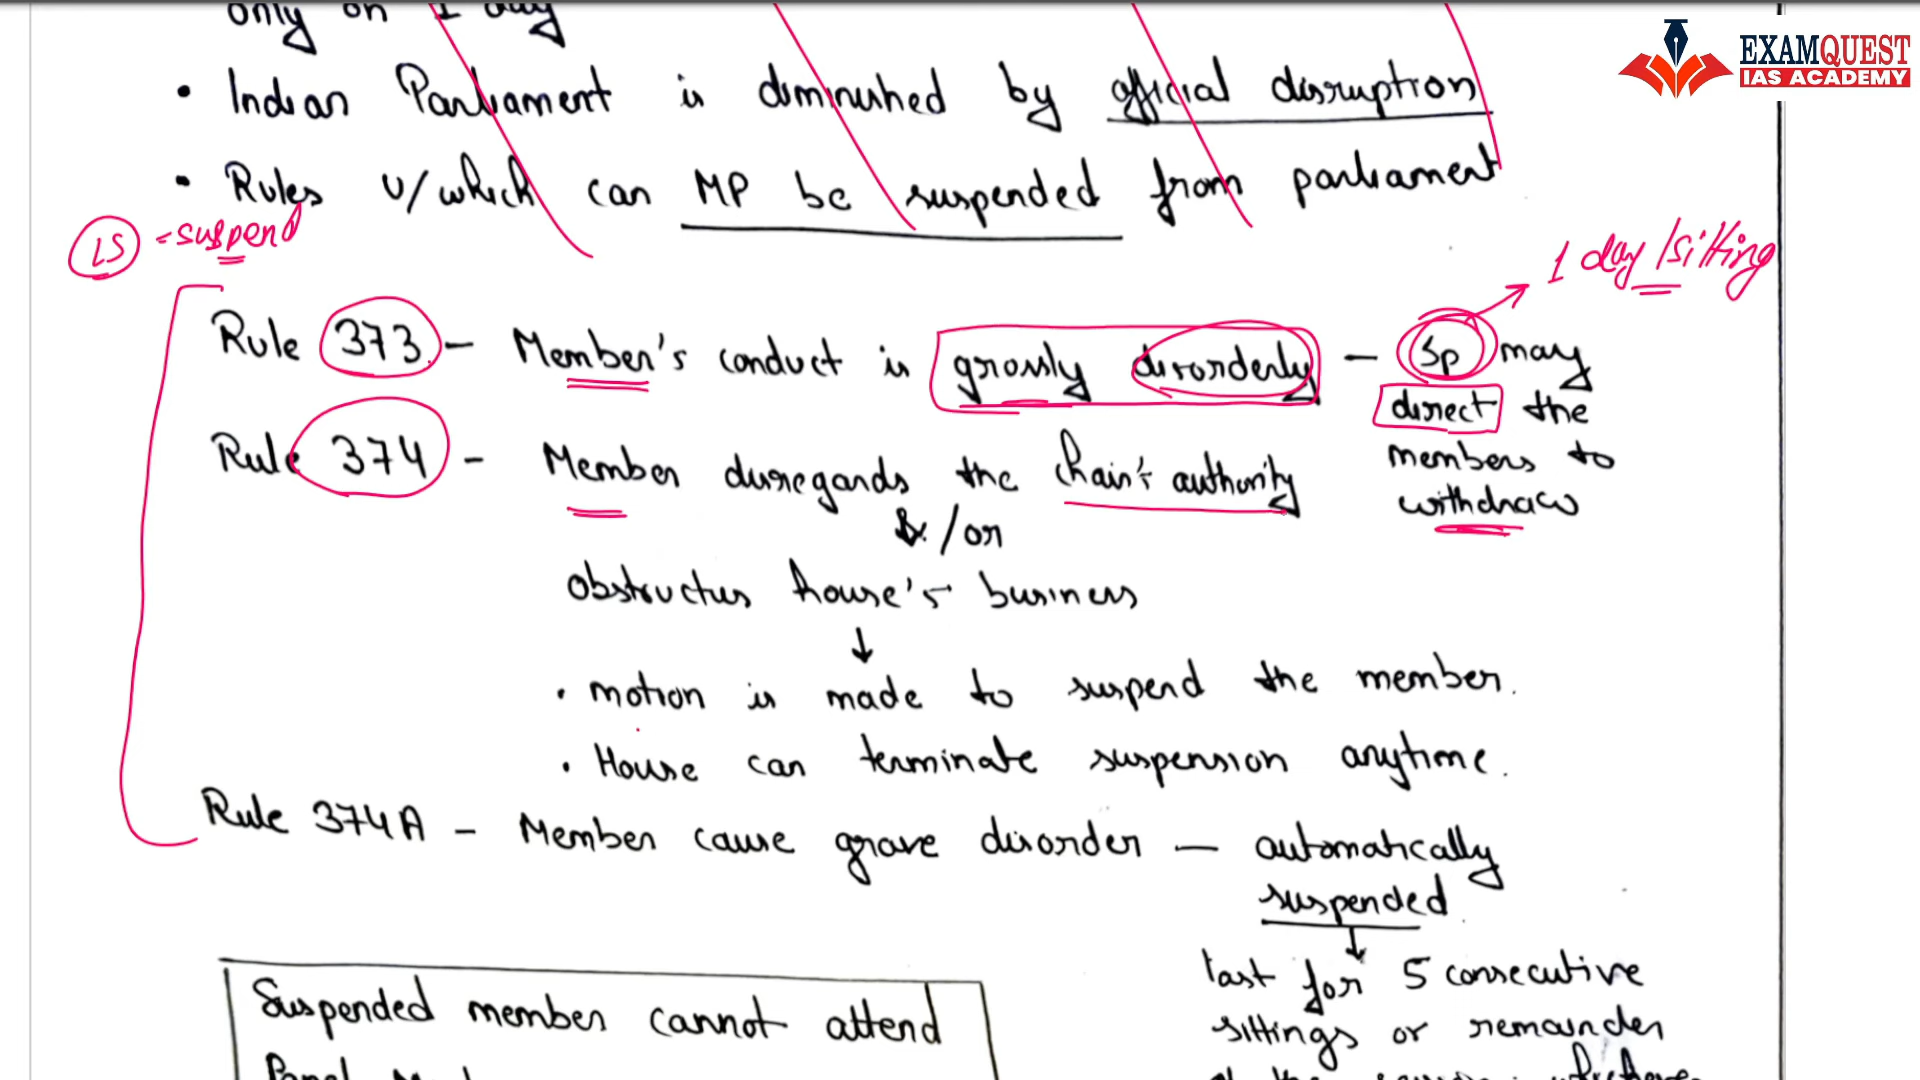 only on 1 day
EXAMQUEST
IAS ACADEMY
• Indian Parliament is diminished by official disruption
• Rules u/which can MP be suspended from parliament
LS = suspend
1 day/sitting
Rule 373 - Member's conduct is grossly disorderly - Sp may
direct the
members to
withdraw
Rule 374 - Member disregards the Chair's authority
& /or
obstructs house's business
↓
• motion is made to suspend the member.
• House can terminate suspension anytime.
Rule 374A - Member cause grave disorder - automatically
suspended
↓
last for 5 consecutive
sittings or remainder
Suspended member cannot attend